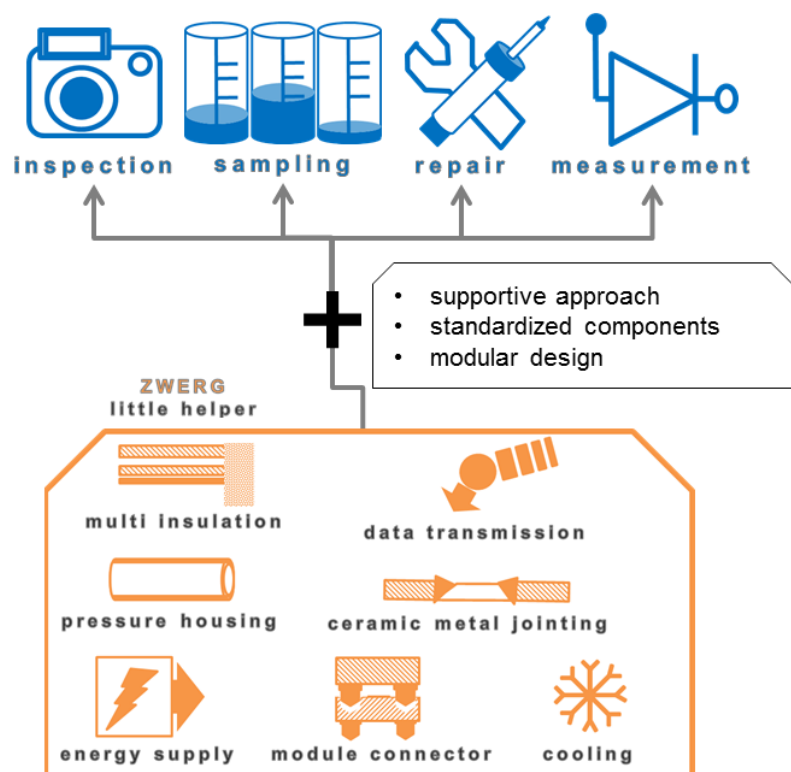 inspection
sampling
repair
measurement
• supportive approach
• standardized components
• modular design
ZWERG
little helper
multi insulation
data transmission
pressure housing
ceramic metal jointing
energy supply
module connector
cooling